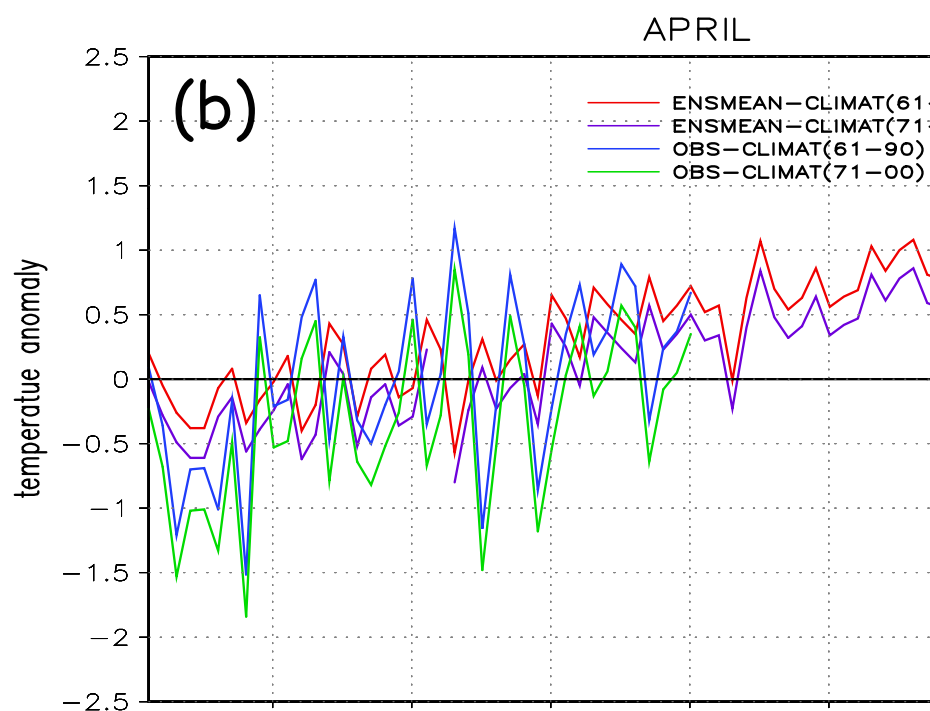 APRIL
2.5
(b)
ENSMEAN-CLIMAT(61-
2
ENSMEAN-CLIMAT(71-
OBS-CLIMAT(61-90)
OBS-CLIMAT(71-00)
1.5
1
0.5
0
-0.5
-1
-1.5
-2
-2.5
temperatue anomaly